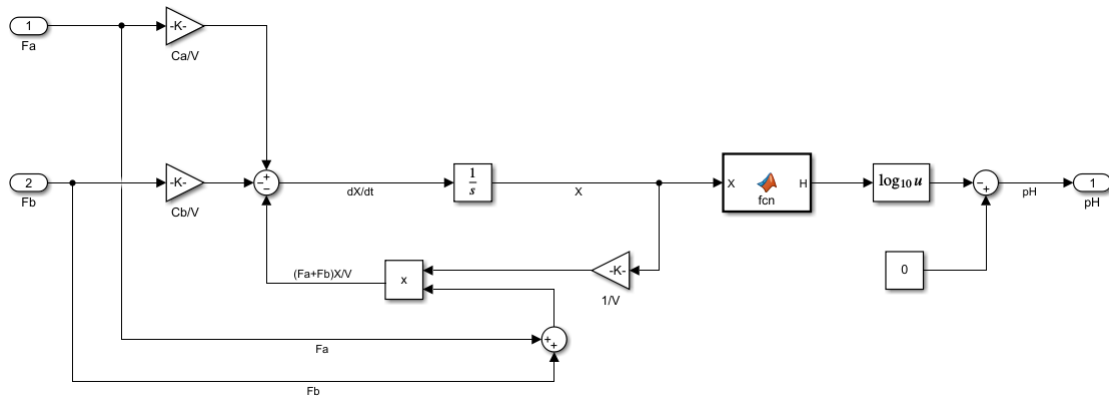 1
Fa
-K-
Ca/V
2
Fb
-K-
Cb/V
+
−
−
dX/dt
1
s
X
X
H
fcn
log₁₀ u
−
+
pH
1
pH
0
(Fa+Fb)X/V
x
-K-
1/V
+
+
Fa
Fb